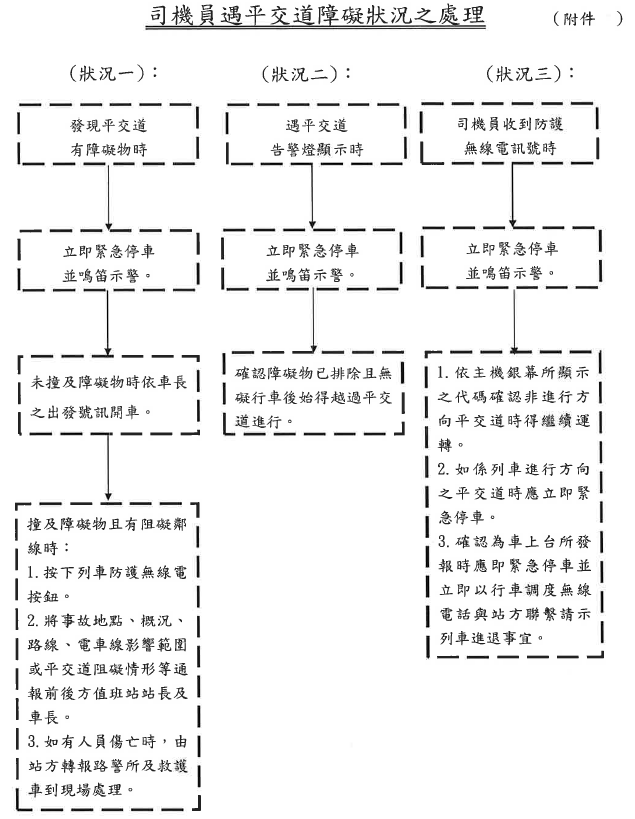 司機員遇平交道障礙狀況之處理
(附件　)
(狀況一)：
發現平交道
有障礙物時
立即緊急停車
並鳴笛示警。
未撞及障礙物時依車長
之出發號訊開車。
撞及障礙物且有阻礙鄰
線時：
1. 按下列車防護無線電
按鈕。
2. 將事故地點、概況、
路線、電車線影響範圍
或平交道阻礙情形等通
報前後方值班站站長及
車長。
3. 如有人員傷亡時，由
站方轉報路警所及救護
車到現場處理。
(狀況二)：
遇平交道
告警燈顯示時
立即緊急停車
並鳴笛示警。
確認障礙物已排除且無
礙行車後始得越過平交
道進行。
(狀況三)：
司機員收到防護
無線電訊號時
立即緊急停車
並鳴笛示警。
1. 依主機銀幕所顯示
之代碼確認非進行方
向平交道時得繼續運
轉。
2. 如係列車進行方向
之平交道時應立即緊
急停車。
3. 確認為車上台所發
報時應即緊急停車並
立即以行車調度無線
電話與站方聯繫請示
列車進退事宜。